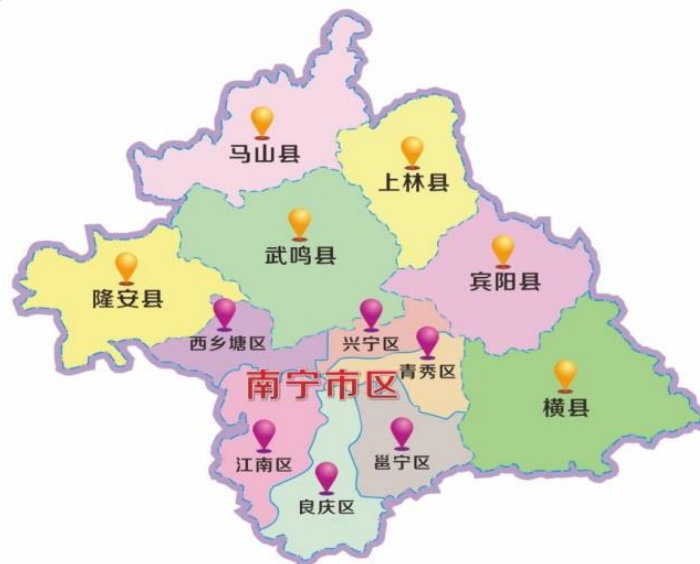 马山县
上林县
武鸣县
宾阳县
隆安县
西乡塘区
兴宁区
青秀区
南宁市区
横县
江南区
邕宁区
良庆区